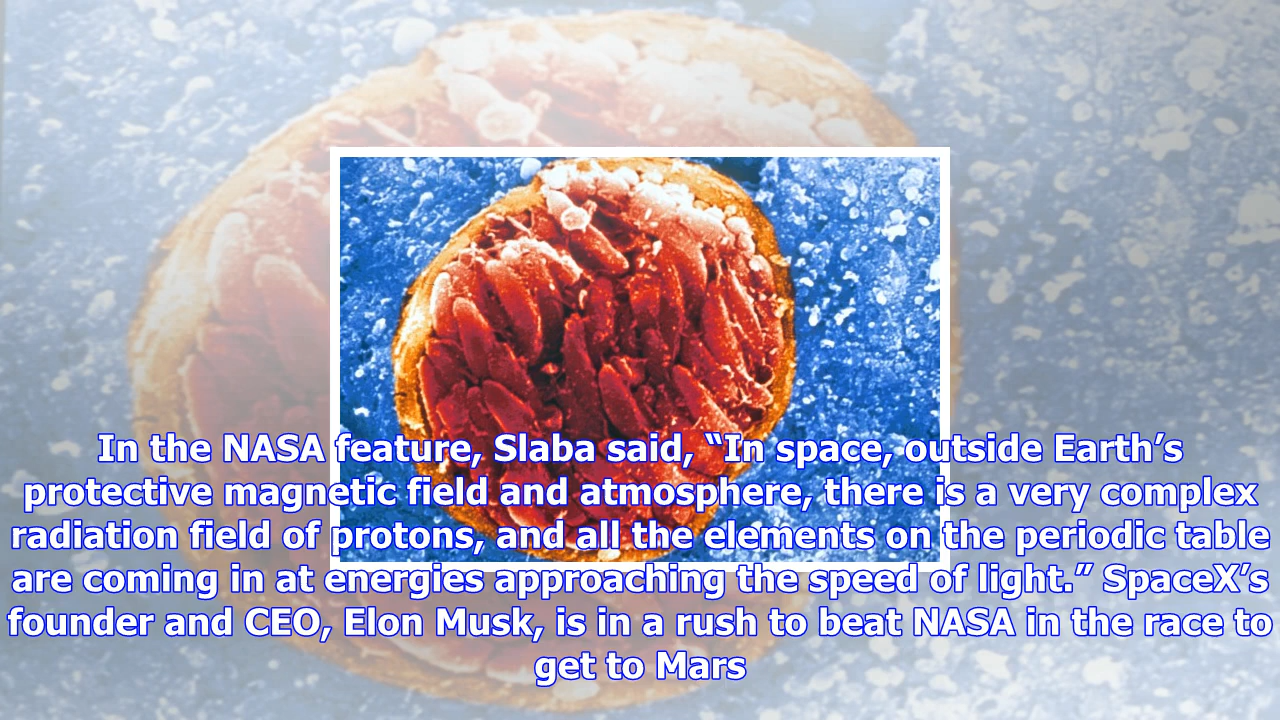 In the NASA feature, Slaba said, “In space, outside Earth’s
protective magnetic field and atmosphere, there is a very complex
radiation field of protons, and all the elements on the periodic table
are coming in at energies approaching the speed of light.” SpaceX’s
founder and CEO, Elon Musk, is in a rush to beat NASA in the race to
get to Mars